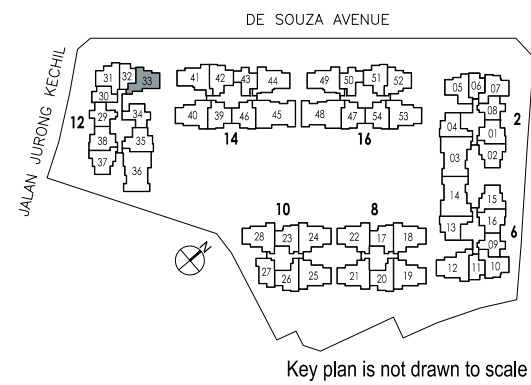 DE SOUZA AVENUE
JALAN JURONG KECHIL
31 32 33
30
29 34
12
38 35
37 36
41 42 43 44
40 39 46 45
14
49 50 51 52
48 47 54 53
16
05 06 07
08
04 01
2
03 02
14 15
13 16
6
09
12 11 10
10
28 23 24
27 26 25
8
22 17 18
21 20 19
N
Key plan is not drawn to scale